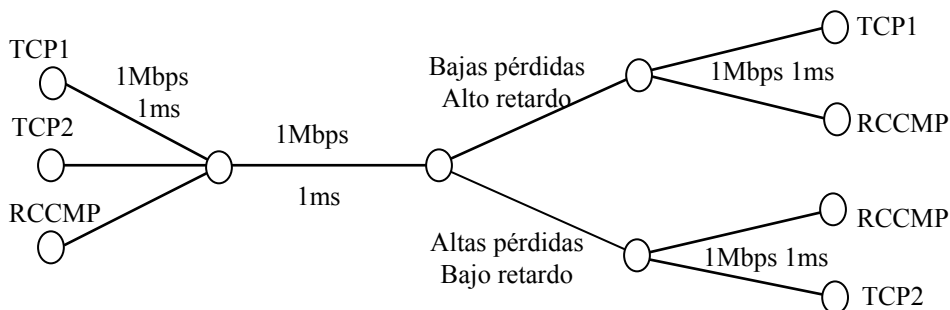 TCP1
1Mbps
1ms
TCP2
RCCMP
1Mbps
1ms
Bajas pérdidas
Alto retardo
Altas pérdidas
Bajo retardo
TCP1
1Mbps 1ms
RCCMP
RCCMP
1Mbps 1ms
TCP2